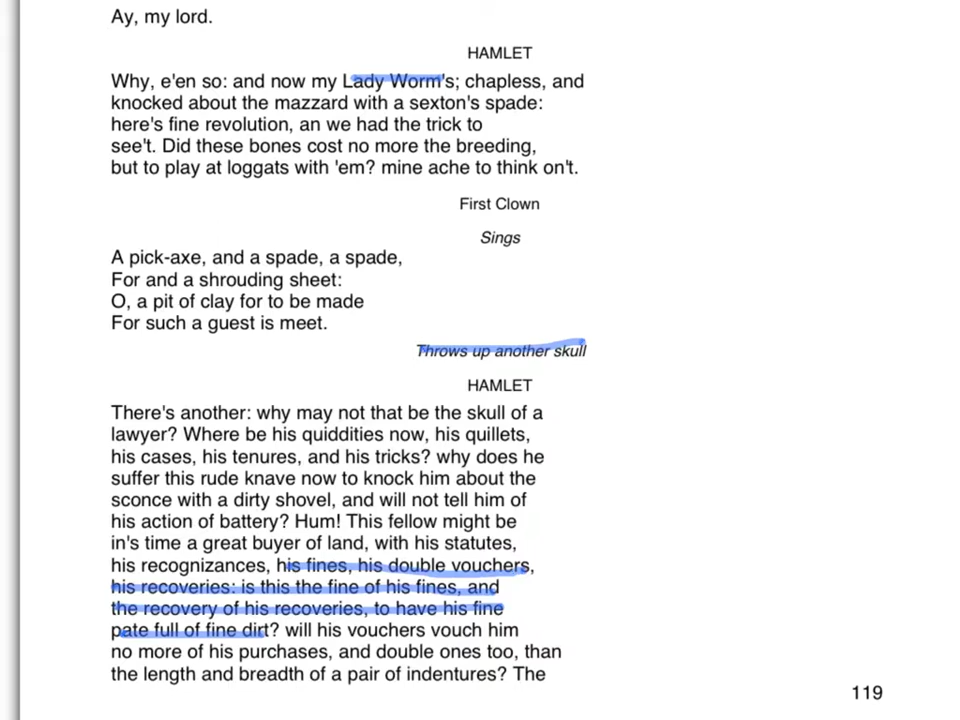 Ay, my lord.
HAMLET
Why, e'en so: and now my Lady Worm's; chapless, and
knocked about the mazzard with a sexton's spade:
here's fine revolution, an we had the trick to
see't. Did these bones cost no more the breeding,
but to play at loggats with 'em? mine ache to think on't.
First Clown
Sings
A pick-axe, and a spade, a spade,
For and a shrouding sheet:
O, a pit of clay for to be made
For such a guest is meet.
Throws up another skull
HAMLET
There's another: why may not that be the skull of a
lawyer? Where be his quiddities now, his quillets,
his cases, his tenures, and his tricks? why does he
suffer this rude knave now to knock him about the
sconce with a dirty shovel, and will not tell him of
his action of battery? Hum! This fellow might be
in's time a great buyer of land, with his statutes,
his recognizances, his fines, his double vouchers,
his recoveries: is this the fine of his fines, and
the recovery of his recoveries, to have his fine
pate full of fine dirt? will his vouchers vouch him
no more of his purchases, and double ones too, than
the length and breadth of a pair of indentures? The
119